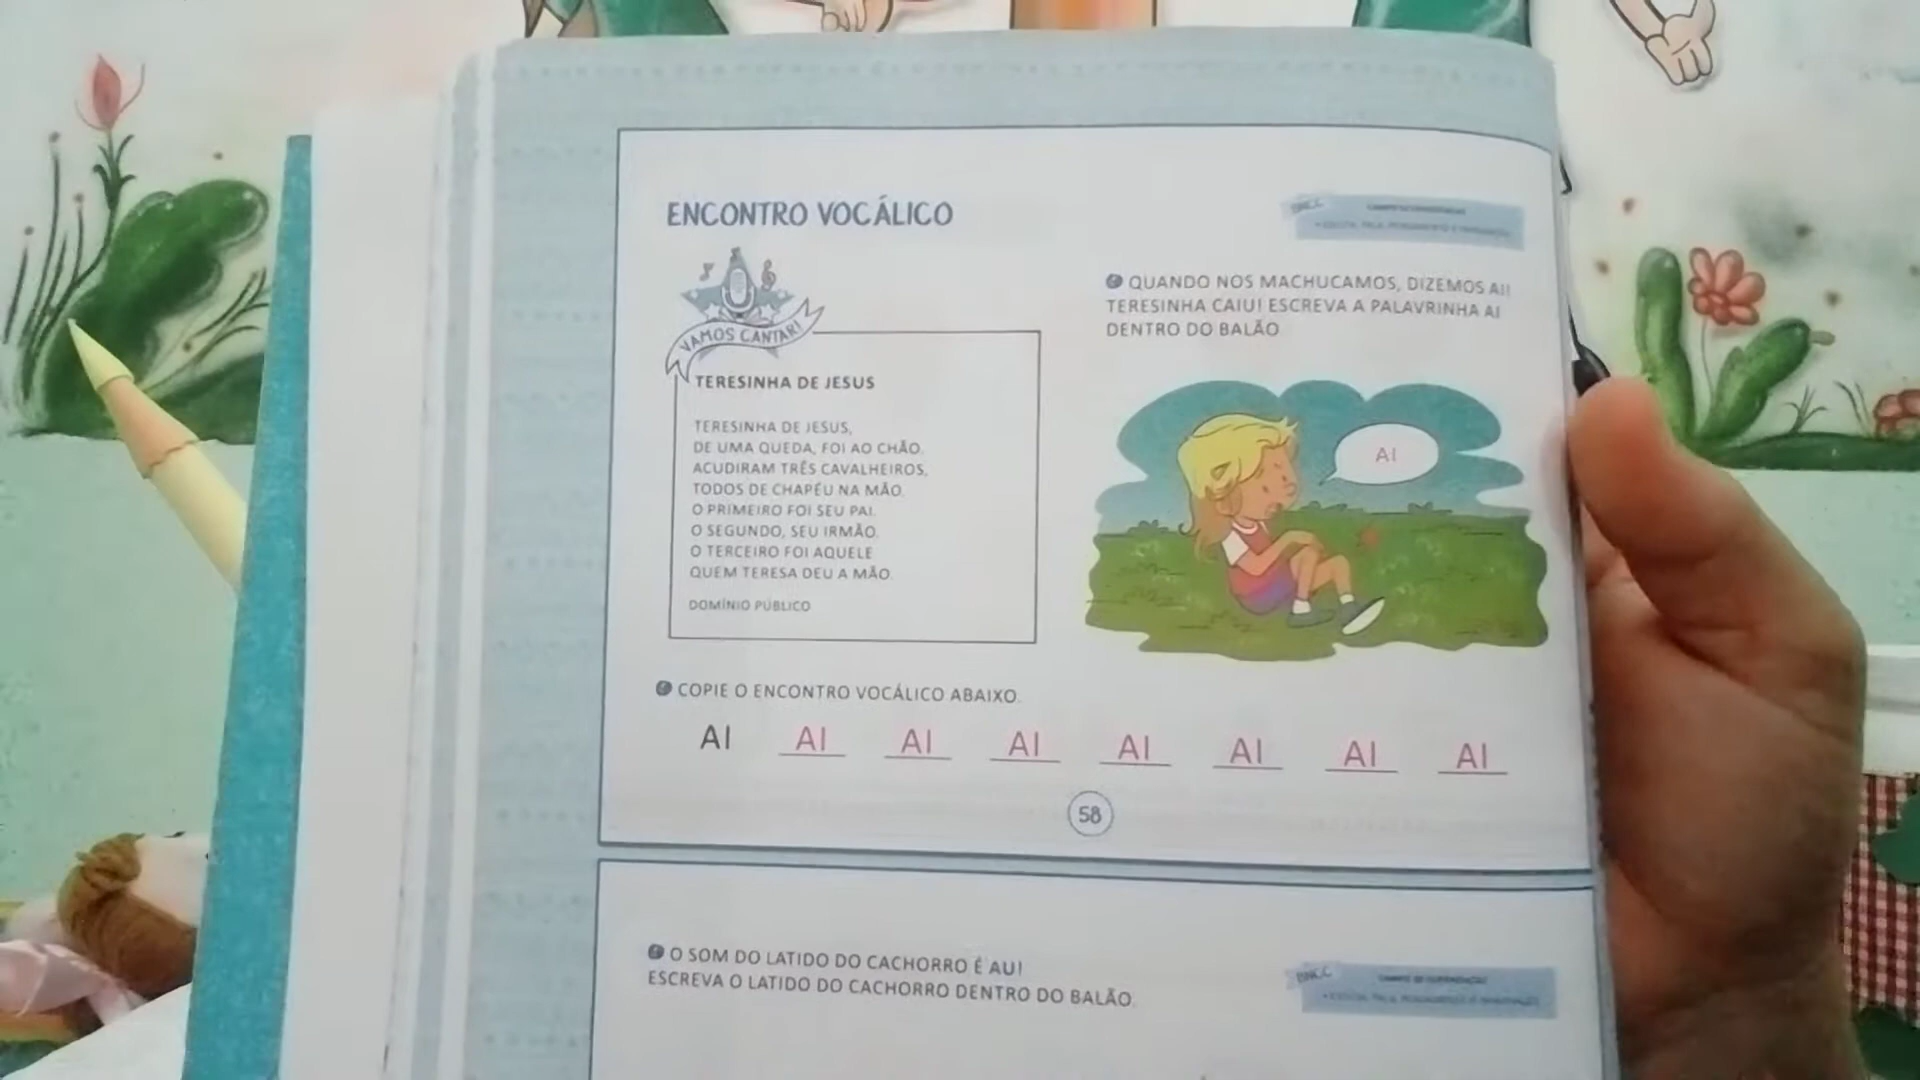 ENCONTRO VOCÁLICO
VAMOS CANTAR!
TERESINHA DE JESUS
TERESINHA DE JESUS,
DE UMA QUEDA, FOI AO CHÃO.
ACUDIRAM TRÊS CAVALHEIROS,
TODOS DE CHAPÉU NA MÃO.
O PRIMEIRO FOI SEU PAI.
O SEGUNDO, SEU IRMÃO.
O TERCEIRO FOI AQUELE
QUEM TERESA DEU A MÃO.
DOMÍNIO PÚBLICO
BNCC
QUANDO NOS MACHUCAMOS, DIZEMOS AI!
TERESINHA CAIU! ESCREVA A PALAVRINHA AI
DENTRO DO BALÃO
AI
COPIE O ENCONTRO VOCÁLICO ABAIXO.
AI AI AI AI AI AI AI AI
58
O SOM DO LATIDO DO CACHORRO É AU!
ESCREVA O LATIDO DO CACHORRO DENTRO DO BALÃO.
BNCC